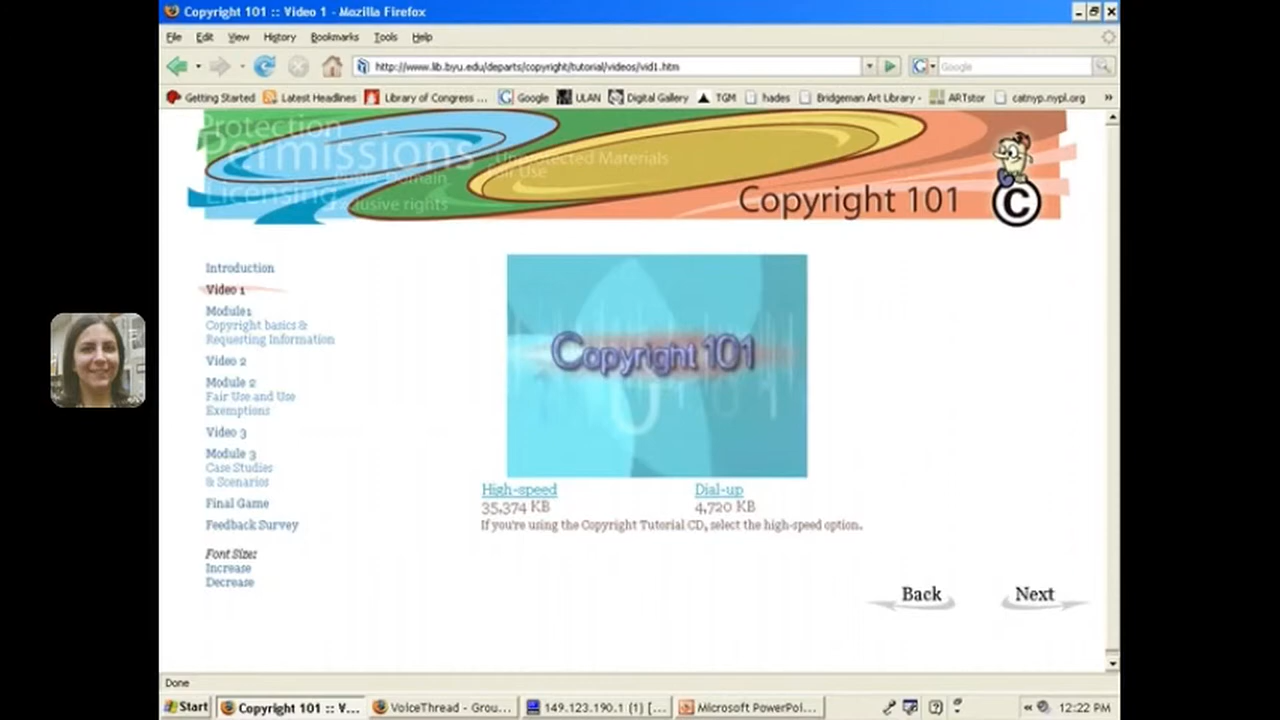 Copyright 101 :: Video 1 - Mozilla Firefox
File Edit View History Bookmarks Tools Help
http://www.lib.byu.edu/departs/copyright/tutorial/videos/vid1.htm
Google
Getting Started Latest Headlines Library of Congress ... Google ULAN Digital Gallery TGM hades Bridgeman Art Library - ARTstor catnyp.nypl.org »
Protection
Permissions
Unprotected Materials
Fair Use
Domain
Licensing
Exclusive rights
Copyright 101
C
Introduction
Video 1
Module1
Copyright basics &
Requesting Information
Video 2
Module 2
Fair Use and Use
Exemptions
Video 3
Module 3
Case Studies
& Scenarios
Final Game
Feedback Survey
Font Size:
Increase
Decrease
Copyright 101
High-speed Dial-up
35,374 KB 4,720 KB
If you're using the Copyright Tutorial CD, select the high-speed option.
Back Next
Done
Start Copyright 101 :: V... VoiceThread - Grou... 149.123.190.1 (1) [... Microsoft PowerPoi... « 12:22 PM